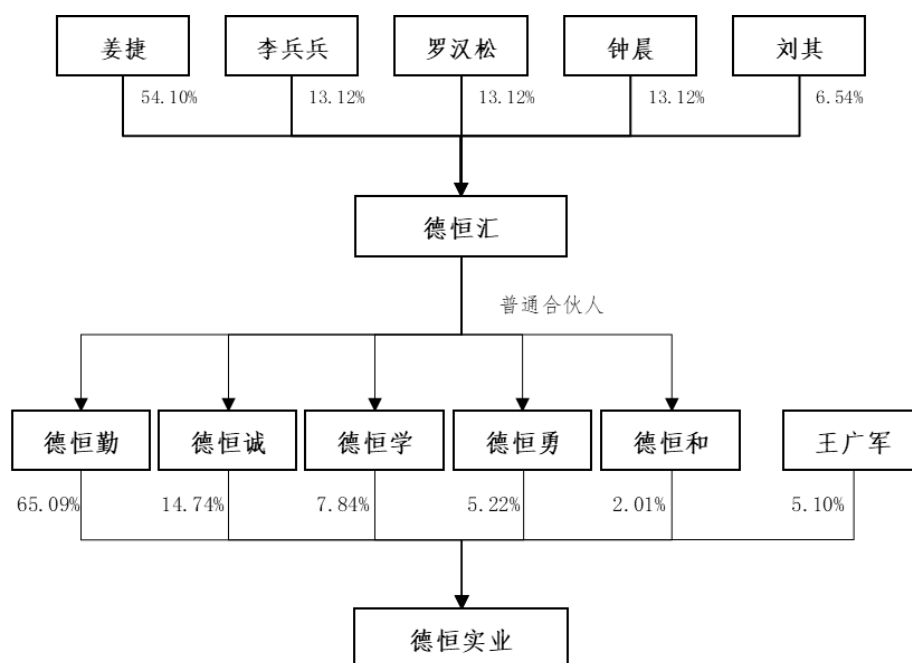 姜捷 李兵兵 罗汉松 钟晨 刘其
54.10% 13.12% 13.12% 13.12% 6.54%
德恒汇
普通合伙人
德恒勤 德恒诚 德恒学 德恒勇 德恒和 王广军
65.09% 14.74% 7.84% 5.22% 2.01% 5.10%
德恒实业